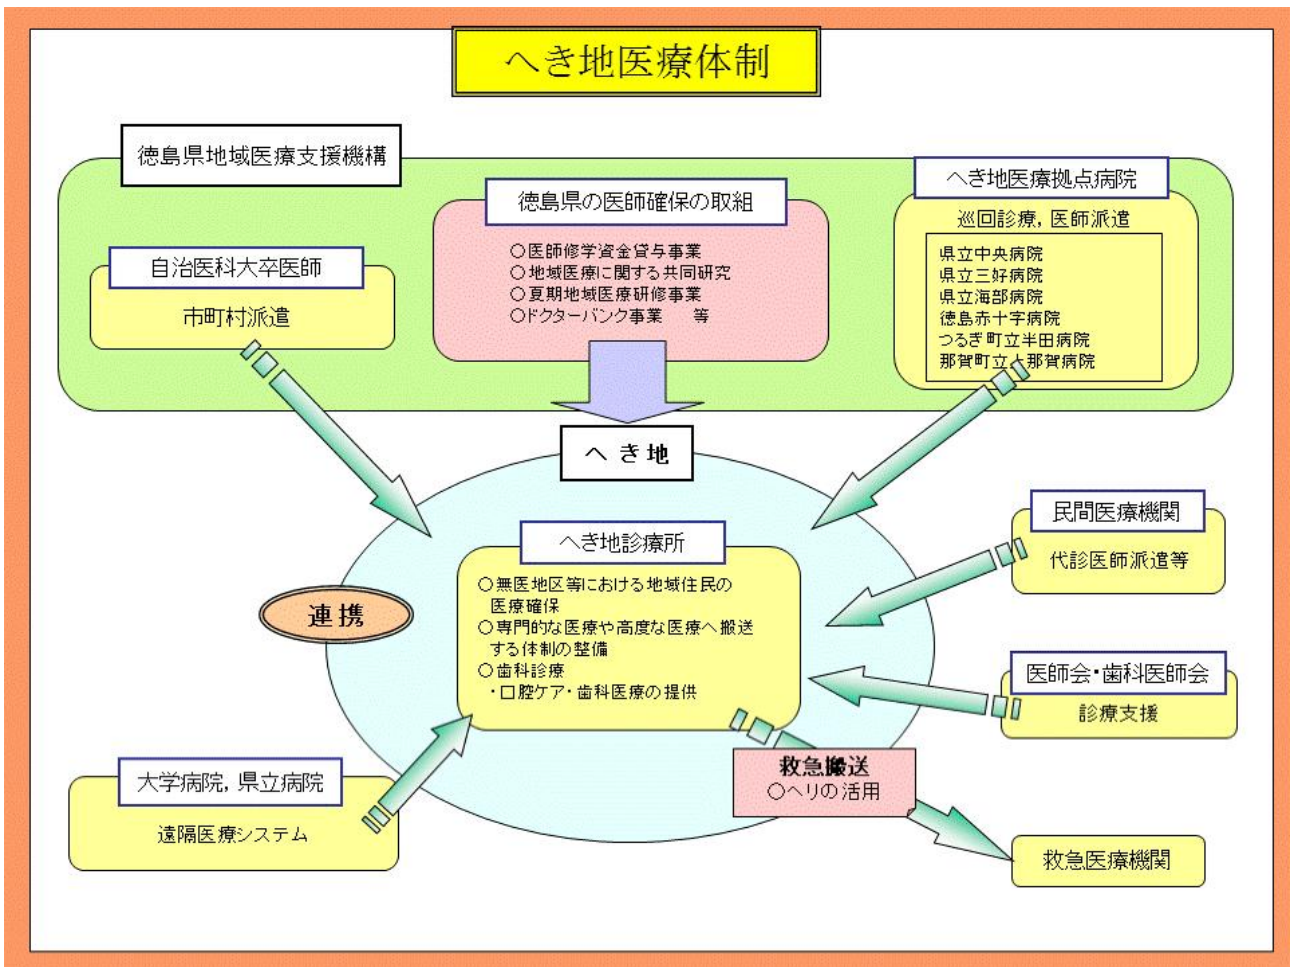 へき地医療体制
徳島県地域医療支援機構
自治医科大卒医師
市町村派遣
徳島県の医師確保の取組
○医師修学資金貸与事業
○地域医療に関する共同研究
○夏期地域医療研修事業
○ドクターバンク事業　等
へき地医療拠点病院
巡回診療，医師派遣
県立中央病院
県立三好病院
県立海部病院
徳島赤十字病院
つるぎ町立半田病院
那賀町立上那賀病院
へき地
へき地診療所
○無医地区等における地域住民の
医療確保
○専門的な医療や高度な医療へ搬送
する体制の整備
○歯科診療
・口腔ケア・歯科医療の提供
連携
民間医療機関
代診医師派遣等
医師会・歯科医師会
診療支援
大学病院，県立病院
遠隔医療システム
救急搬送
○ヘリの活用
救急医療機関